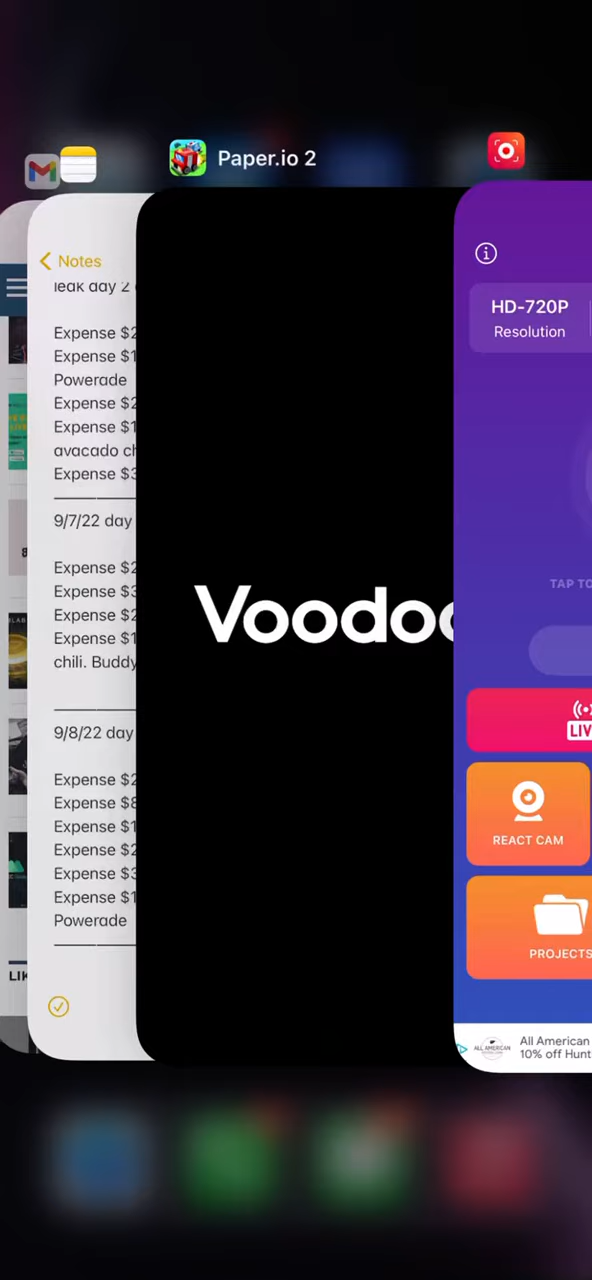 Paper.io 2
Notes
leak day 2
Expense $2
Expense $1
Powerade
Expense $2
Expense $1
avacado ch
Expense $3
9/7/22 day
Expense $2
Expense $3
Expense $2
Expense $1
chili. Buddy
9/8/22 day
Expense $2
Expense $8
Expense $1
Expense $2
Expense $3
Expense $1
Powerade
LIK
Voodoo
HD-720P
Resolution
TAP TO
LIV
REACT CAM
PROJECTS
ALL AMERICAN
All American
10% off Hunt